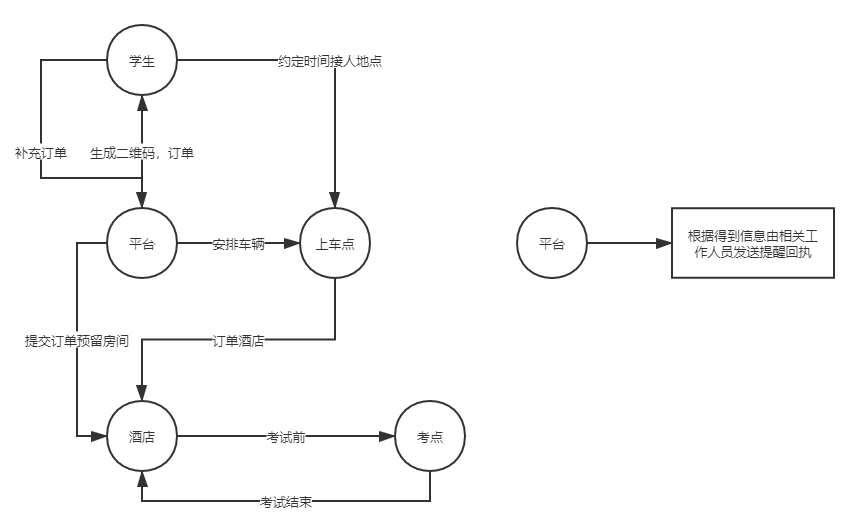 学生
约定时间接人地点
补充订单
生成二维码，订单
平台
安排车辆
上车点
平台
根据得到信息由相关工
作人员发送提醒回执
提交订单预留房间
订单酒店
酒店
考试前
考点
考试结束